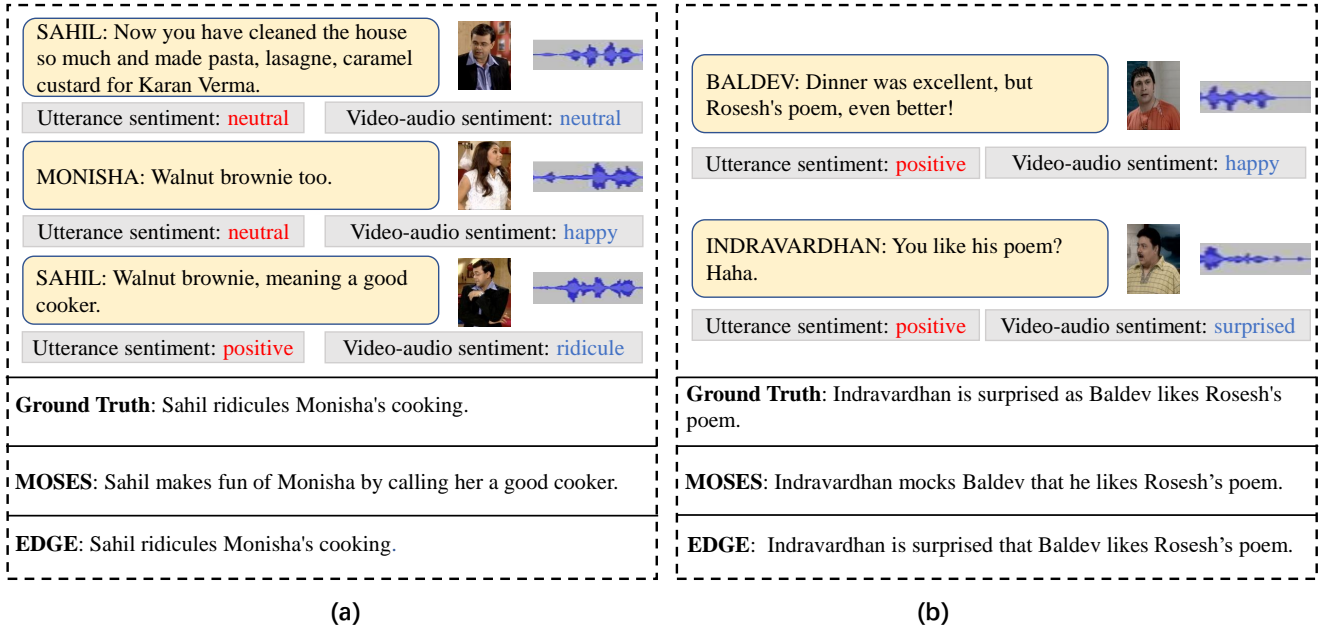 SAHIL: Now you have cleaned the house
so much and made pasta, lasagne, caramel
custard for Karan Verma.
Utterance sentiment: neutral
Video-audio sentiment: neutral
MONISHA: Walnut brownie too.
Utterance sentiment: neutral
Video-audio sentiment: happy
SAHIL: Walnut brownie, meaning a good
cooker.
Utterance sentiment: positive
Video-audio sentiment: ridicule
Ground Truth: Sahil ridicules Monisha's cooking.
MOSES: Sahil makes fun of Monisha by calling her a good cooker.
EDGE: Sahil ridicules Monisha's cooking.
(a)
BALDEV: Dinner was excellent, but
Rosesh's poem, even better!
Utterance sentiment: positive
Video-audio sentiment: happy
INDRAVARDHAN: You like his poem?
Haha.
Utterance sentiment: positive
Video-audio sentiment: surprised
Ground Truth: Indravardhan is surprised as Baldev likes Rosesh's
poem.
MOSES: Indravardhan mocks Baldev that he likes Rosesh’s poem.
EDGE: Indravardhan is surprised that Baldev likes Rosesh’s poem.
(b)